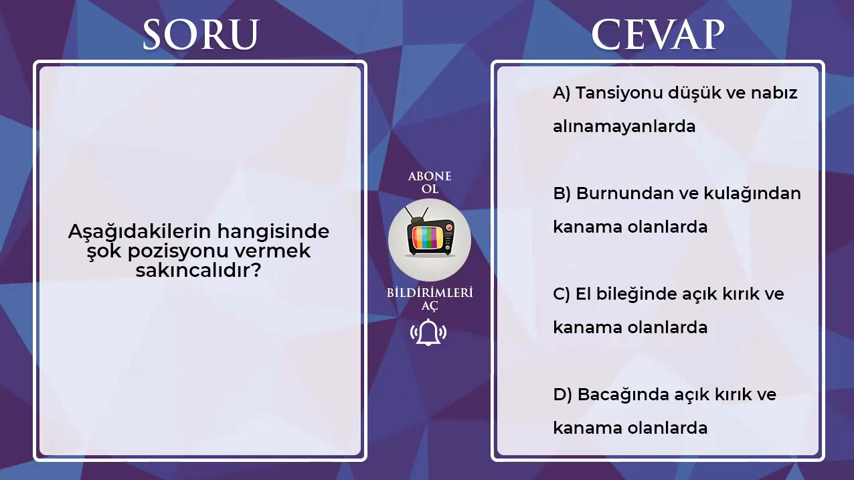 SORU
Aşağıdakilerin hangisinde
şok pozisyonu vermek
sakıncalıdır?
ABONE
OL
BİLDİRİMLERİ
AÇ
CEVAP
A) Tansiyonu düşük ve nabız
alınamayanlarda
B) Burnundan ve kulağından
kanama olanlarda
C) El bileğinde açık kırık ve
kanama olanlarda
D) Bacağında açık kırık ve
kanama olanlarda